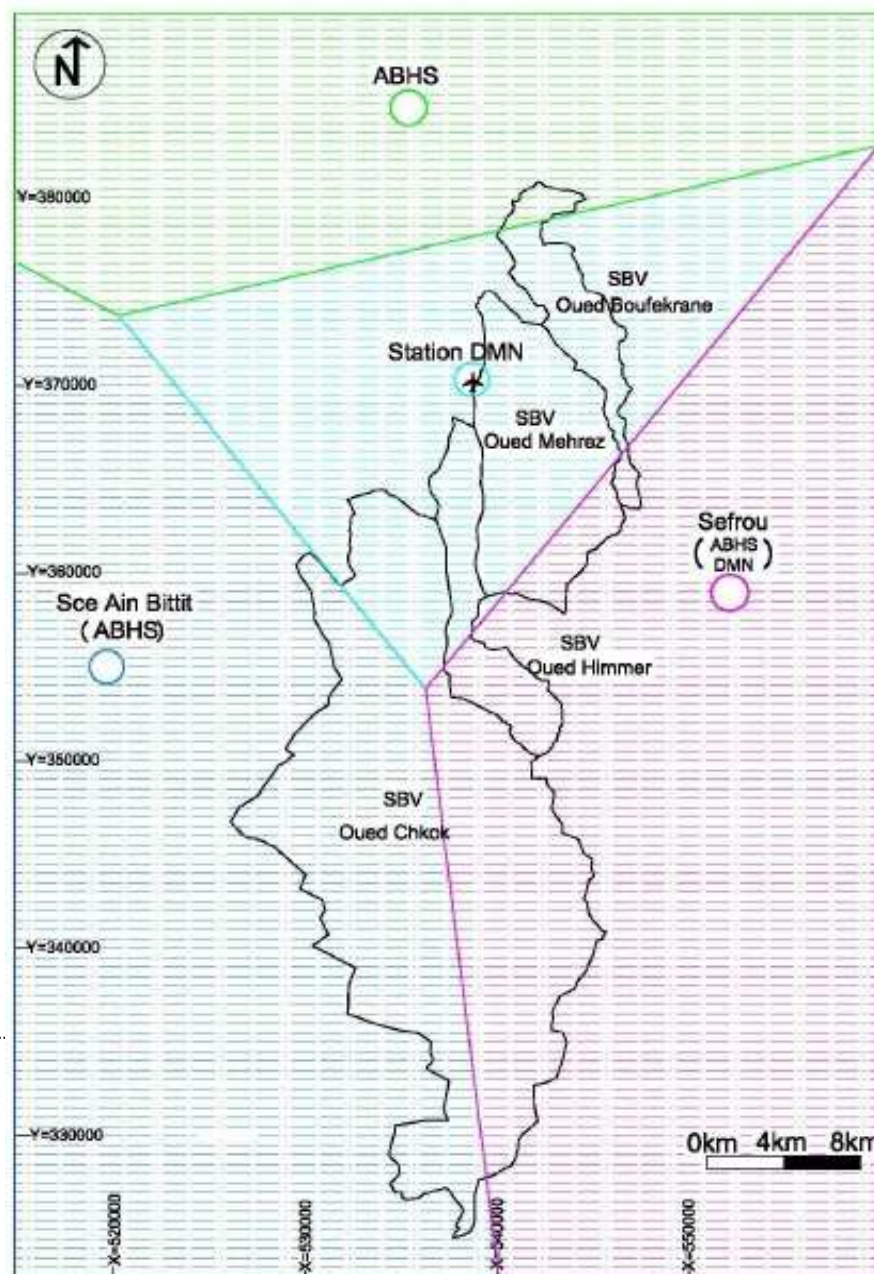 N
ABHS
Y=380000
SBV
Oued Boufekrane
Station DMN
Y=370000
SBV
Oued Mehrez
Sefrou
( ABHS )
DMN
Y=360000
Sce Ain Bittit
( ABHS)
SBV
Oued Himmer
Y=350000
SBV
Oued Chkok
Y=340000
Y=330000
0km 4km 8km
X=520000
X=530000
X=540000
X=550000